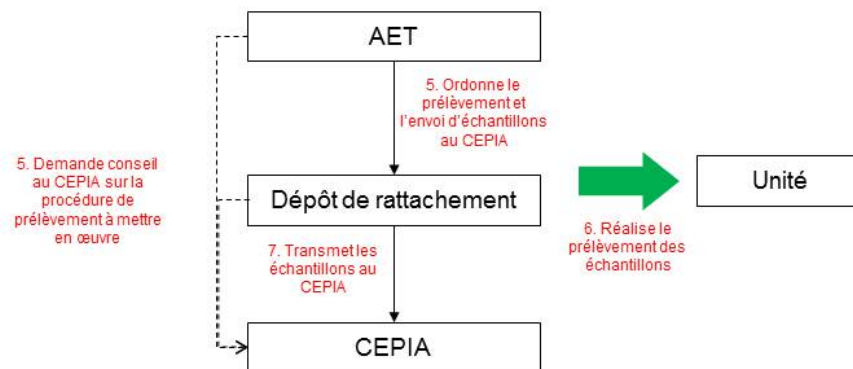 AET
5. Ordonne le
prélèvement et
l'envoi d'échantillons
au CEPIA
5. Demande conseil
au CEPIA sur la
procédure de
prélèvement à mettre
en œuvre
Dépôt de rattachement
Unité
6. Réalise le
prélèvement des
échantillons
7. Transmet les
échantillons au
CEPIA
CEPIA